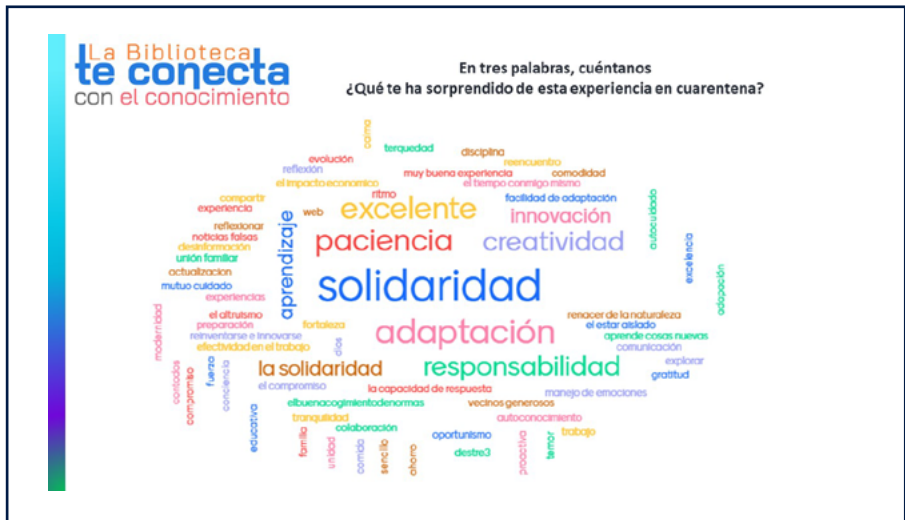 La Biblioteca
te conecta
con el conocimiento
En tres palabras, cuéntanos
¿Qué te ha sorprendido de esta experiencia en cuarentena?
calma
terquedad
disciplina
evolución
reencuentro
reflexión
muy buena experiencia
comodidad
el impacto economico
el tiempo conmigo mismo
compartir
ritmo
facilidad de adaptación
experiencia
web
excelente
innovación
autocuidado
reflexionar
aprendizaje
noticias falsas
paciencia
creatividad
desinformación
unión familiar
excelencia
actualizacion
adapación
mutuo cuidado
solidaridad
experiencias
modernidad
el altruismo
renacer de la naturaleza
preparación
fortaleza
adaptación
el estar aislado
reinventarse e innovarse
aprende cosas nuevas
efectividad en el trabajo
dios
comunicación
contodos
compromiso
fuerza
conciencia
la solidaridad
responsabilidad
explorar
gratitud
el compromiso
la capacidad de respuesta
manejo de emociones
elbuenacogimientodenormas
vecinos generosos
educativa
tranquilidad
autoconocimiento
familia
colaboración
unidad
comida
sencillo
ahorro
oportunismo
proactiva
temor
trabajo
destre3